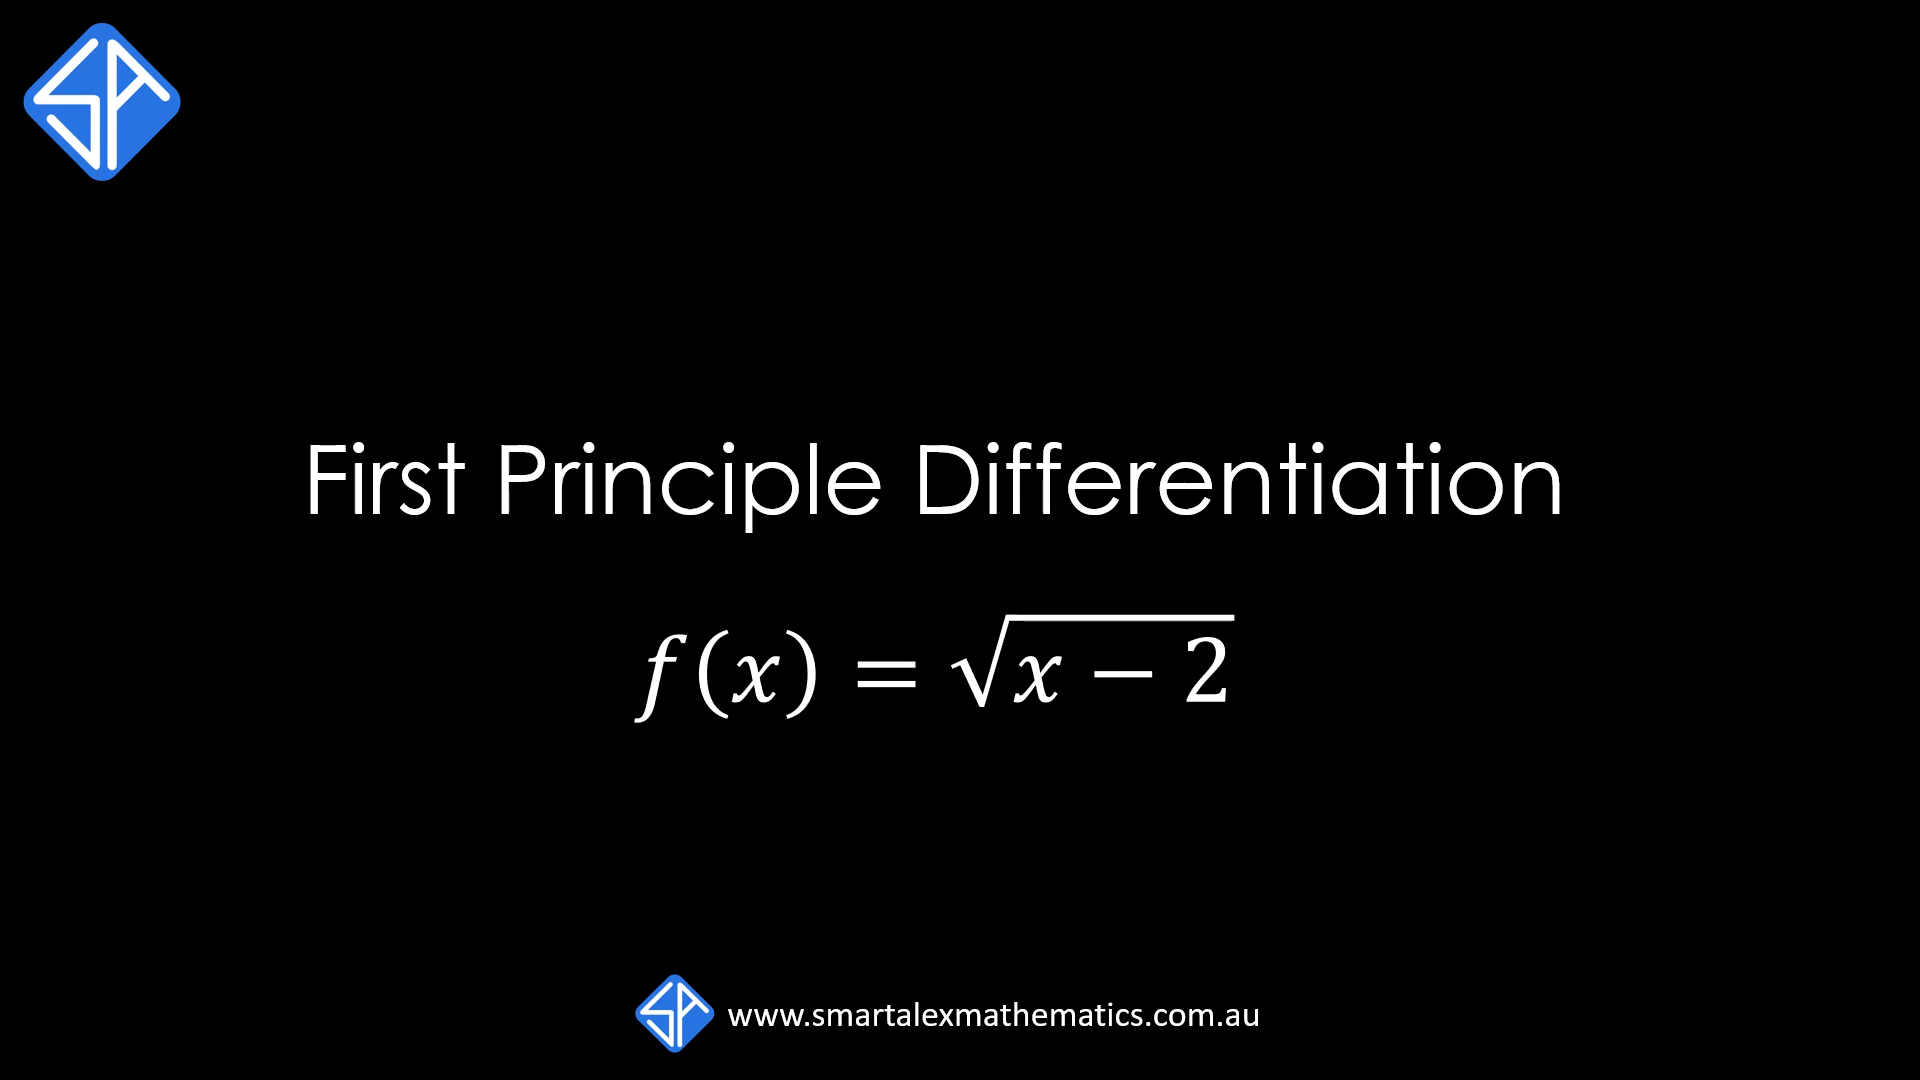 First Principle Differentiation
f(x) = √x − 2
www.smartalexmathematics.com.au